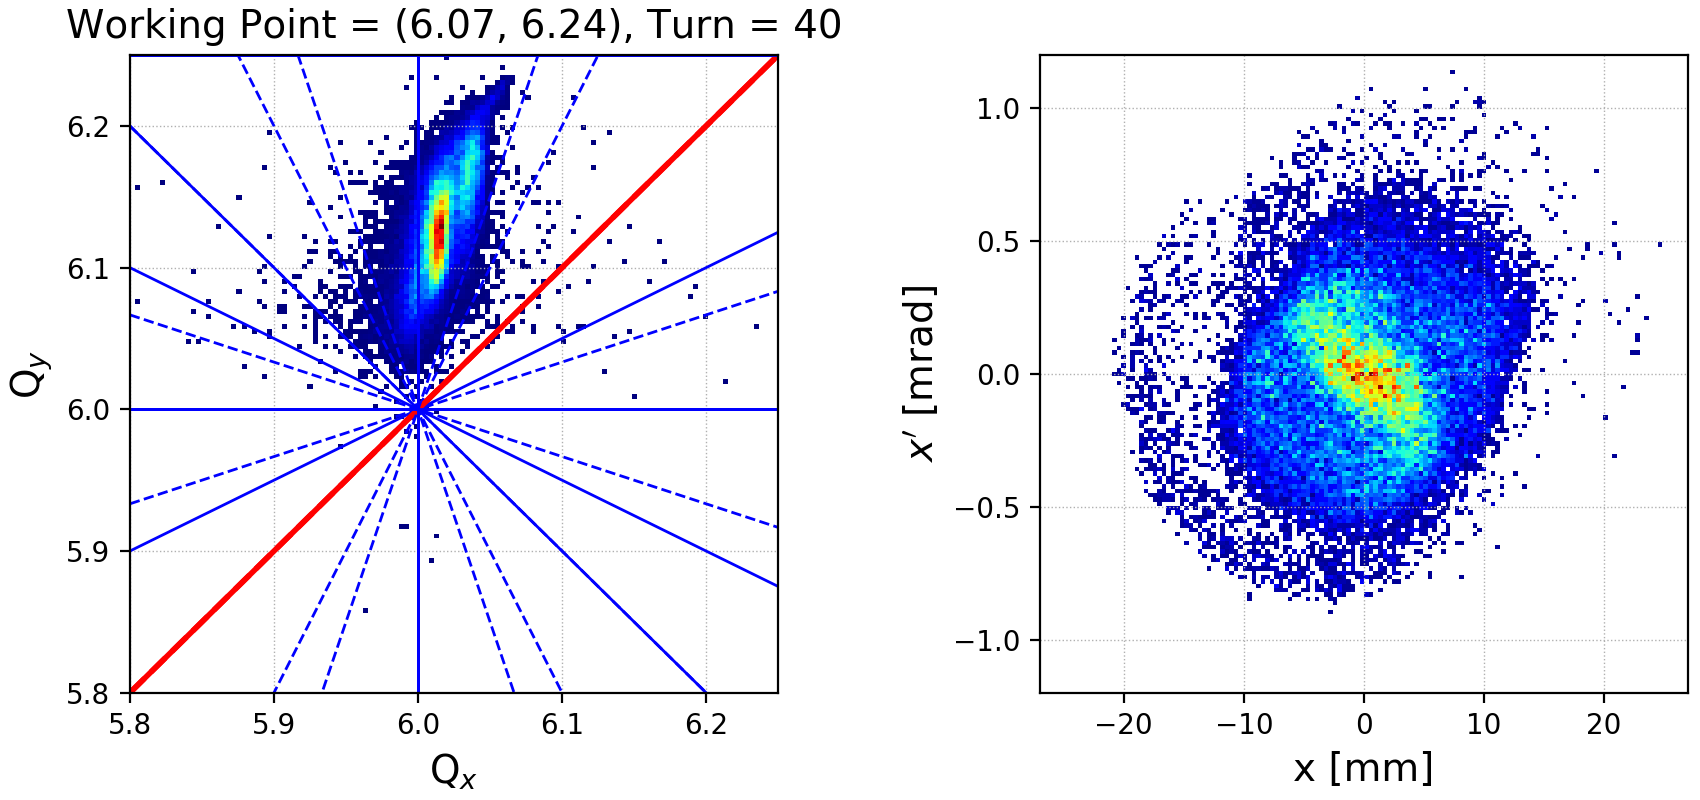 Working Point = (6.07, 6.24), Turn = 40
6.2
6.1
6.0
5.9
5.8
Q_y
5.8 5.9 6.0 6.1 6.2
Q_x
1.0
0.5
0.0
−0.5
−1.0
x′ [mrad]
−20 −10 0 10 20
x [mm]